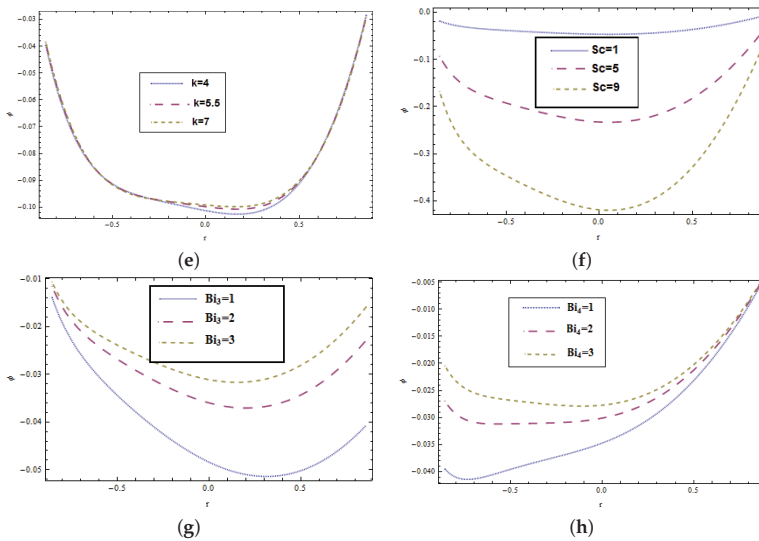 −0.03
−0.04
−0.05
−0.06
−0.07
−0.08
−0.09
−0.10
ϕ
k=4
k=5.5
k=7
−0.5
0.0
0.5
r
(e)
0.0
−0.1
−0.2
−0.3
−0.4
ϕ
Sc=1
Sc=5
Sc=9
−0.5
0.0
0.5
r
(f)
−0.01
−0.02
−0.03
−0.04
−0.05
ϕ
Bi₃=1
Bi₃=2
Bi₃=3
−0.5
0.0
0.5
r
(g)
−0.005
−0.010
−0.015
−0.020
−0.025
−0.030
−0.035
−0.040
ϕ
Bi₄=1
Bi₄=2
Bi₄=3
−0.5
0.0
0.5
r
(h)